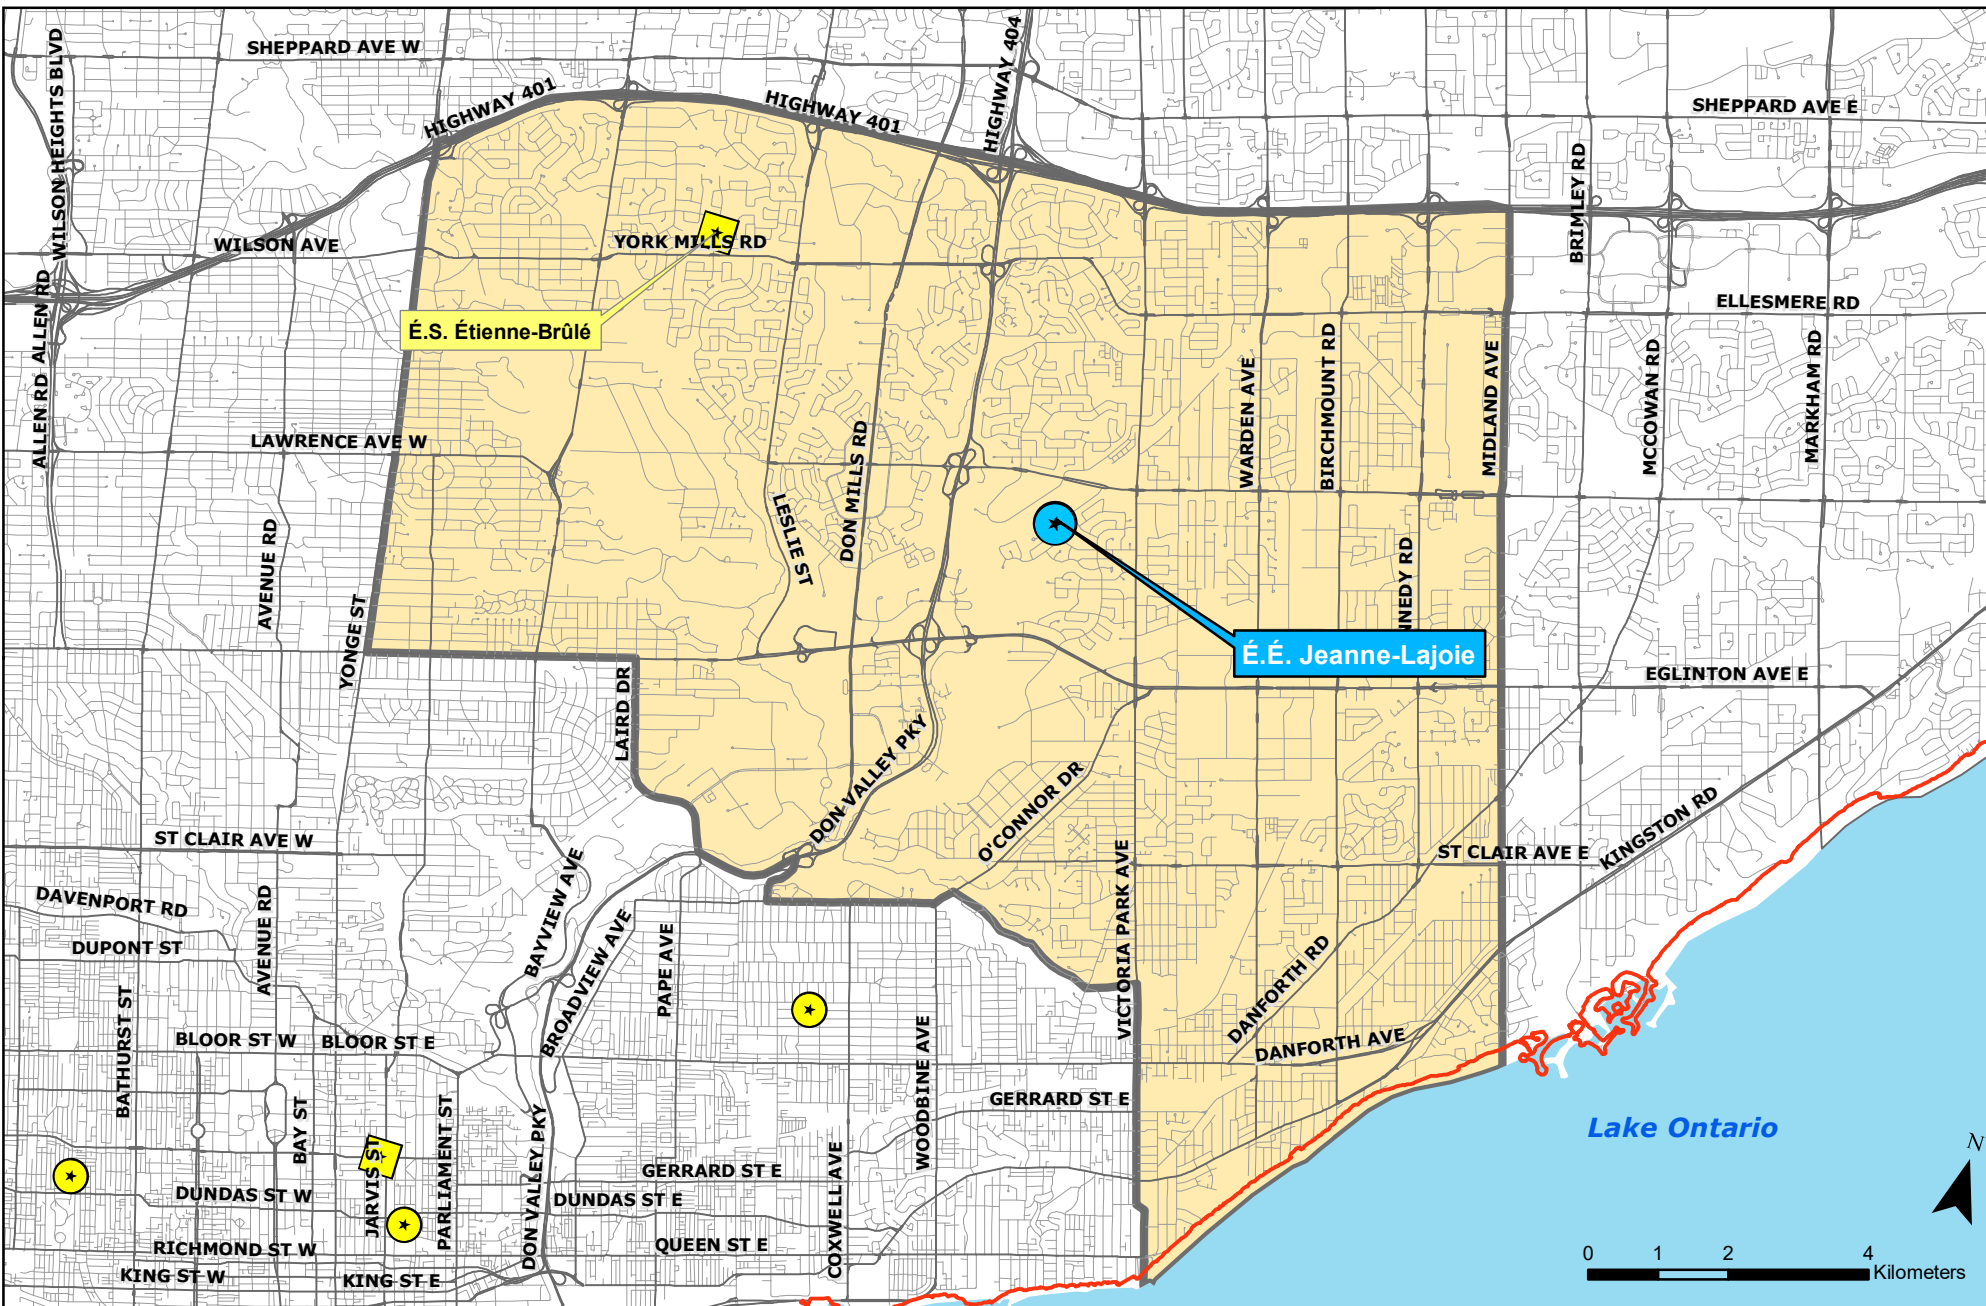 SHEPPARD AVE W
WILSON HEIGHTS BLVD
HIGHWAY 401
HIGHWAY 401
HIGHWAY 404
SHEPPARD AVE E
BRIMLEY RD
WILSON AVE
YORK MILLS RD
ALLEN RD
ALLEN RD
ALLEN RD
É.S. Étienne-Brûlé
ELLESMERE RD
WARDEN AVE
BIRCHMOUNT RD
MIDLAND AVE
MCCOWAN RD
MARKHAM RD
LAWRENCE AVE W
LESLIE ST
DON MILLS RD
AVENUE RD
NNEDY RD
YONGE ST
É.É. Jeanne-Lajoie
LAIRD DR
EGLINTON AVE E
DON VALLEY PKY
O'CONNOR DR
KINGSTON RD
ST CLAIR AVE W
ST CLAIR AVE E
VICTORIA PARK AVE
DAVENPORT RD
AVENUE RD
BAYVIEW AVE
BROADVIEW AVE
PAPE AVE
DUPONT ST
DANFORTH RD
BATHURST ST
BLOOR ST W
BLOOR ST E
WOODBINE AVE
DANFORTH AVE
GERRARD ST E
BAY ST
JARVIS ST
PARLIAMENT ST
DON VALLEY PKY
COXWELL AVE
Lake Ontario
N
GERRARD ST E
DUNDAS ST W
DUNDAS ST E
RICHMOND ST W
QUEEN ST E
KING ST W
KING ST E
0 1 2 4
Kilometers